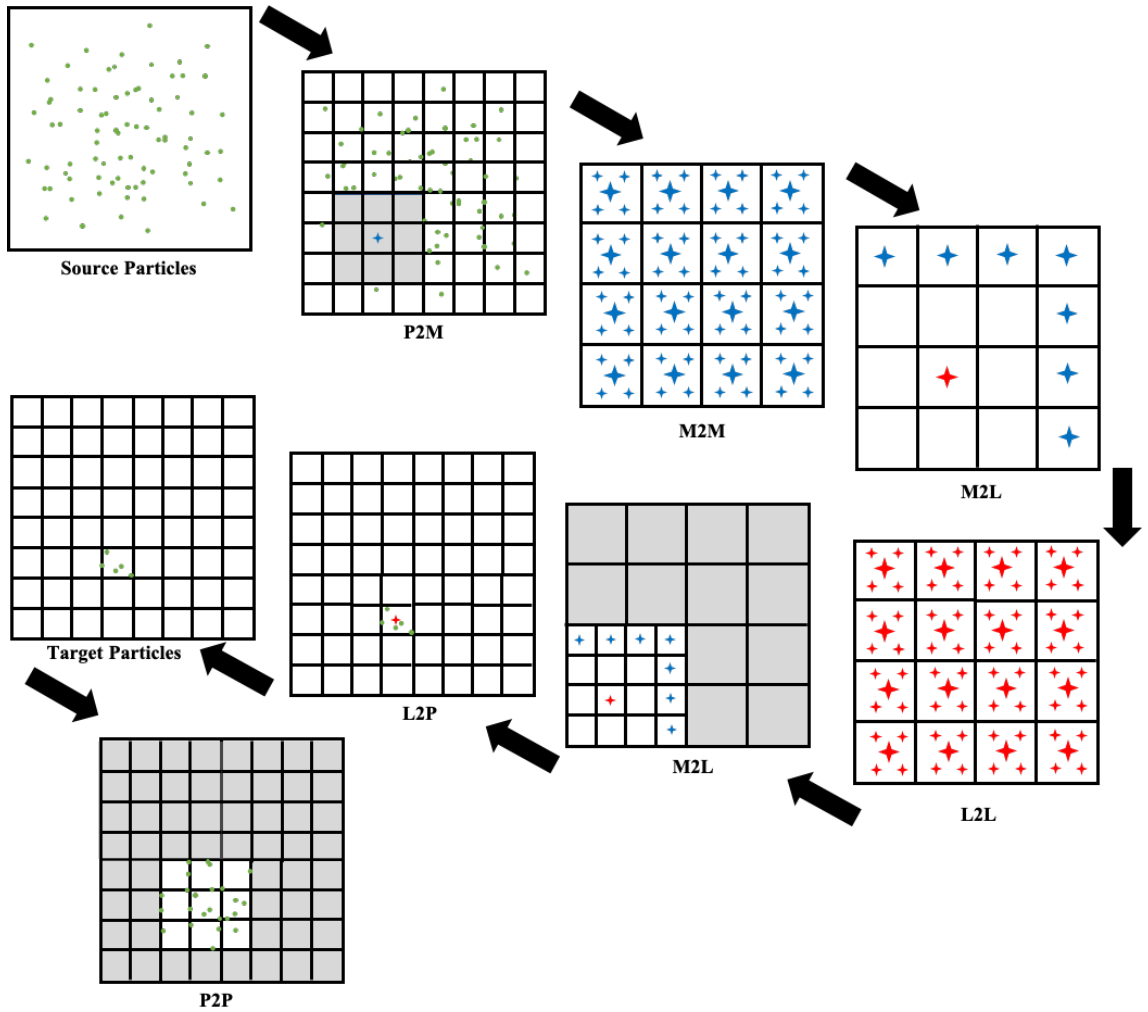 Source Particles
P2M
M2M
M2L
L2L
M2L
L2P
Target Particles
P2P